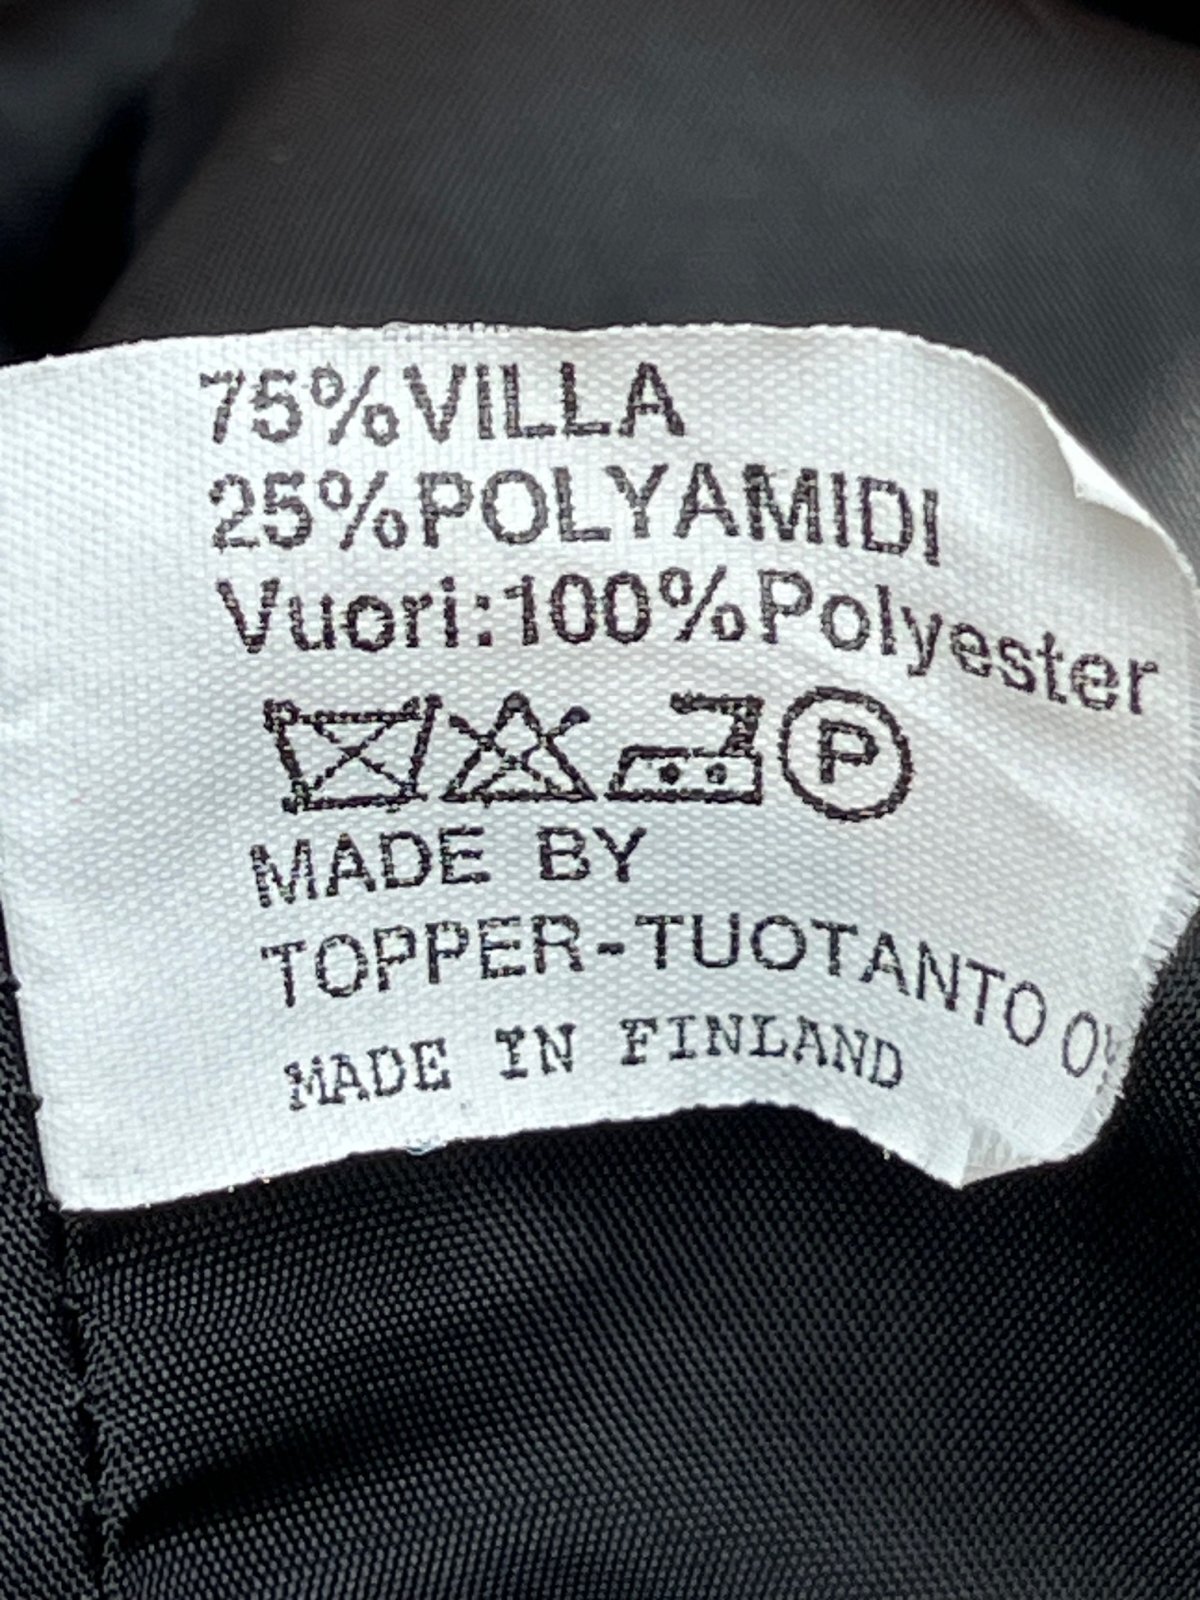 75%VILLA
25%POLYAMIDI
Vuori:100%Polyester
P
MADE BY
TOPPER-TUOTANTO
MADE IN FINLAND